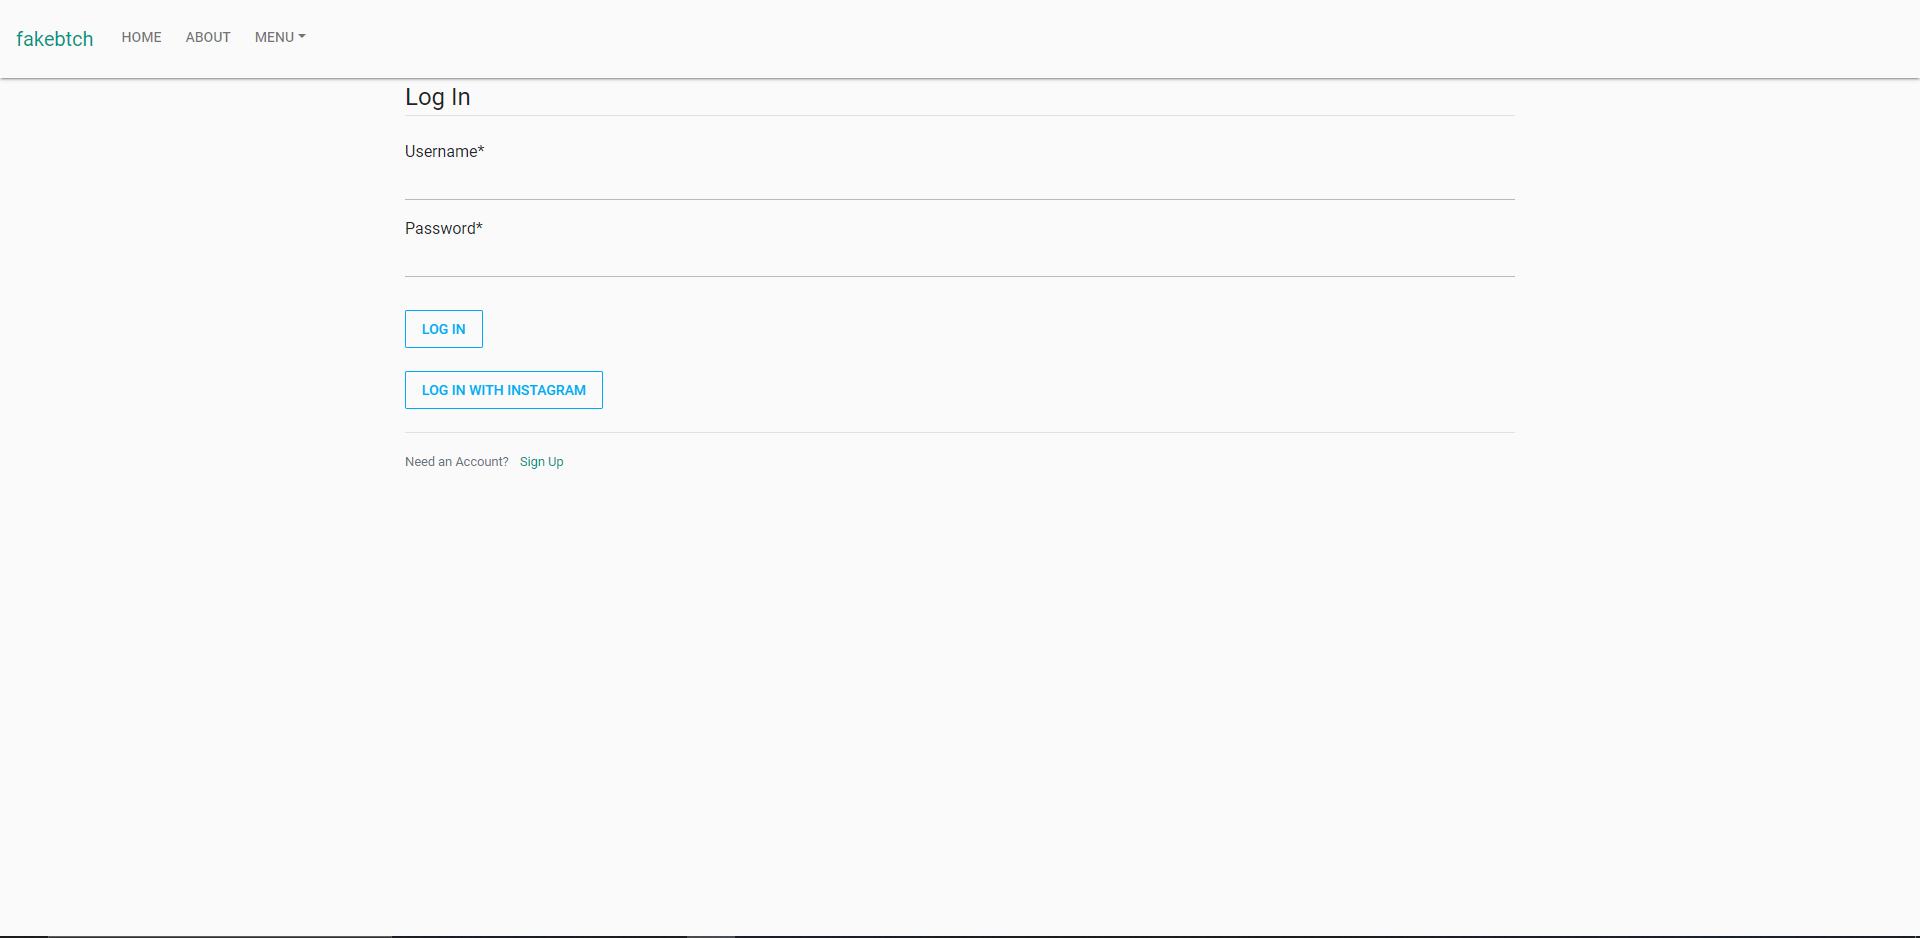 fakebtch HOME ABOUT MENU
Log In
Username*
Password*
LOG IN
LOG IN WITH INSTAGRAM
Need an Account? Sign Up